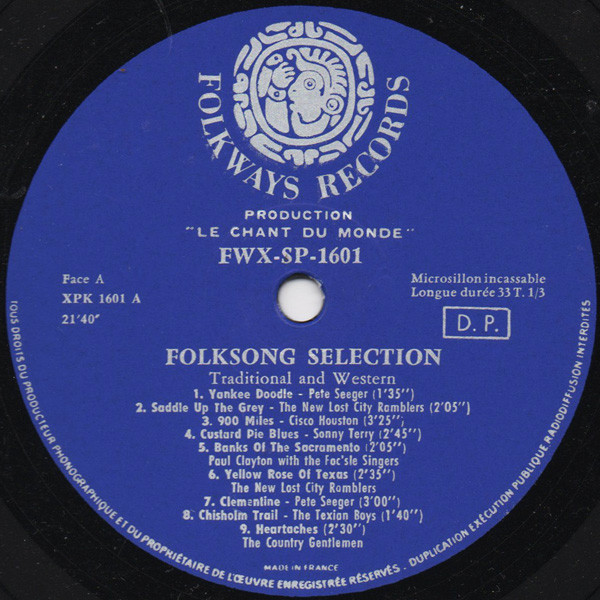 FOLKWAYS RECORDS
PRODUCTION
"LE CHANT DU MONDE"
FWX-SP-1601
Face A
XPK 1601 A
21'40"
Microsillon incassable
Longue durée 33 T. 1/3
D. P.
FOLKSONG SELECTION
Traditional and Western
1. Yankee Doodle - Pete Seeger (1'35'')
2. Saddle Up The Grey - The New Lost City Ramblers (2'05'')
3. 900 Miles - Cisco Houston (3'25'',
4. Custard Pie Blues - Sonny Terry (2'45'')
5. Banks Of The Sacramento (2'05'')
Paul Clayton with the Foc'sle Singers
6. Yellow Rose Of Texas (2'35'')
The New Lost City Ramblers
7. Clementine - Pete Seeger (3'00'')
8. Chisholm Trail - The Texian Boys (1'40'')
9. Heartaches (2'30'')
The Country Gentlemen
MADE IN FRANCE
TOUS DROITS DU PRODUCTEUR PHONOGRAPHIQUE ET DU PROPRIÉTAIRE DE L'ŒUVRE ENREGISTRÉE RÉSERVÉS. DUPLICATION EXÉCUTION PUBLIQUE RADIODIFFUSION INTERDITES